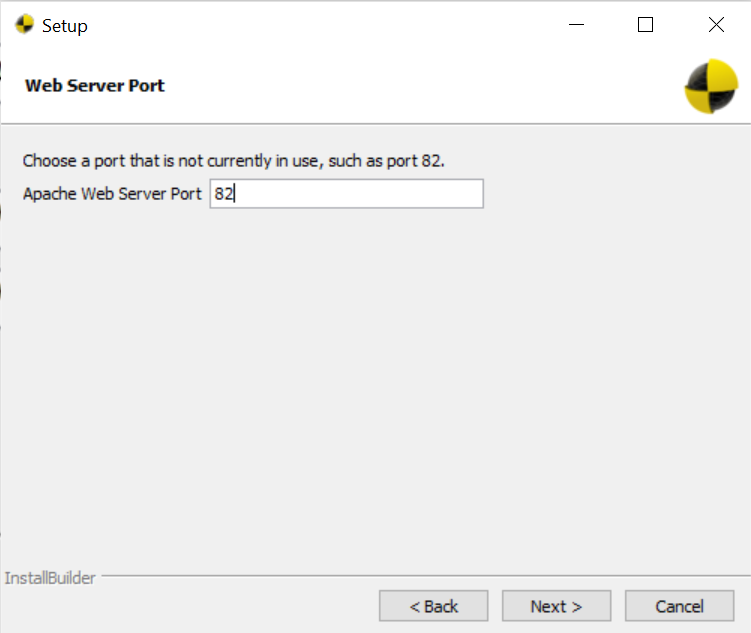 Setup
Web Server Port
Choose a port that is not currently in use, such as port 82.
Apache Web Server Port 82
InstallBuilder
< Back Next > Cancel